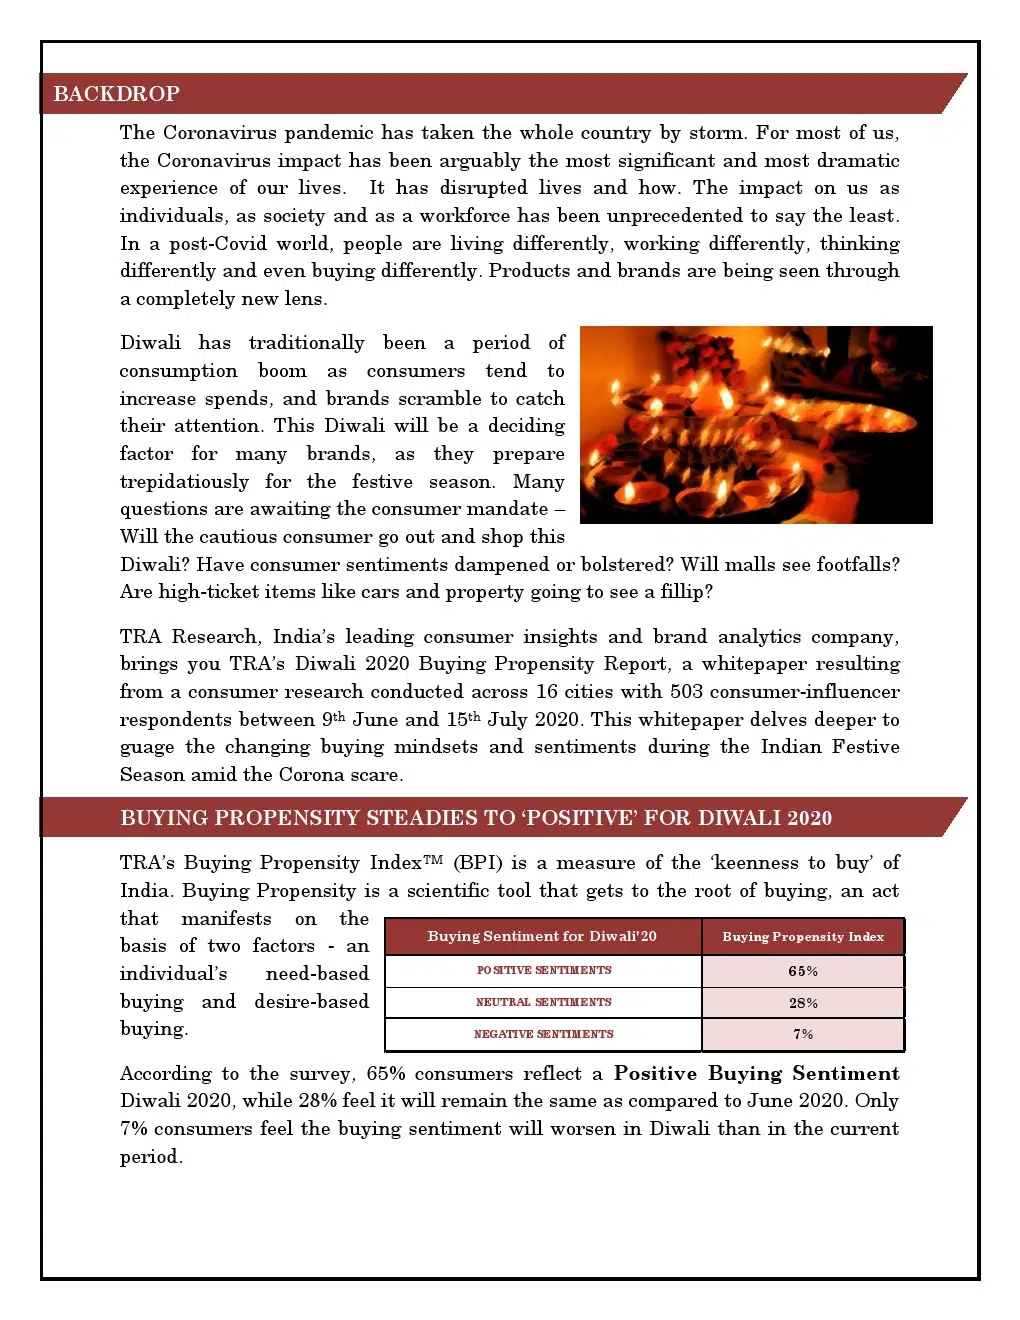 BACKDROP
The Coronavirus pandemic has taken the whole country by storm. For most of us,
the Coronavirus impact has been arguably the most significant and most dramatic
experience of our lives.  It has disrupted lives and how. The impact on us as
individuals, as society and as a workforce has been unprecedented to say the least.
In a post-Covid world, people are living differently, working differently, thinking
differently and even buying differently. Products and brands are being seen through
a completely new lens.
Diwali has traditionally been a period of
consumption boom as consumers tend to
increase spends, and brands scramble to catch
their attention. This Diwali will be a deciding
factor for many brands, as they prepare
trepidatiously for the festive season. Many
questions are awaiting the consumer mandate –
Will the cautious consumer go out and shop this
Diwali? Have consumer sentiments dampened or bolstered? Will malls see footfalls?
Are high-ticket items like cars and property going to see a fillip?
TRA Research, India’s leading consumer insights and brand analytics company,
brings you TRA’s Diwali 2020 Buying Propensity Report, a whitepaper resulting
from a consumer research conducted across 16 cities with 503 consumer-influencer
respondents between 9th June and 15th July 2020. This whitepaper delves deeper to
guage the changing buying mindsets and sentiments during the Indian Festive
Season amid the Corona scare.
BUYING PROPENSITY STEADIES TO ‘POSITIVE’ FOR DIWALI 2020
TRA’s Buying Propensity Index™ (BPI) is a measure of the ‘keenness to buy’ of
India. Buying Propensity is a scientific tool that gets to the root of buying, an act
that manifests on the
basis of two factors - an
individual’s need-based
buying and desire-based
buying.
Buying Sentiment for Diwali'20 Buying Propensity Index
POSITIVE SENTIMENTS 65%
NEUTRAL SENTIMENTS 28%
NEGATIVE SENTIMENTS 7%
According to the survey, 65% consumers reflect a Positive Buying Sentiment
Diwali 2020, while 28% feel it will remain the same as compared to June 2020. Only
7% consumers feel the buying sentiment will worsen in Diwali than in the current
period.